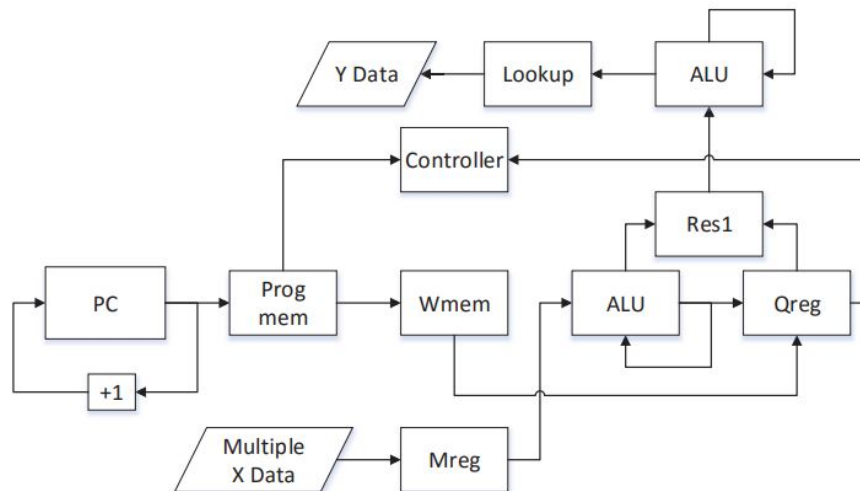 Y Data
Lookup
ALU
Controller
Res1
PC
Prog
mem
Wmem
ALU
Qreg
+1
Multiple
X Data
Mreg